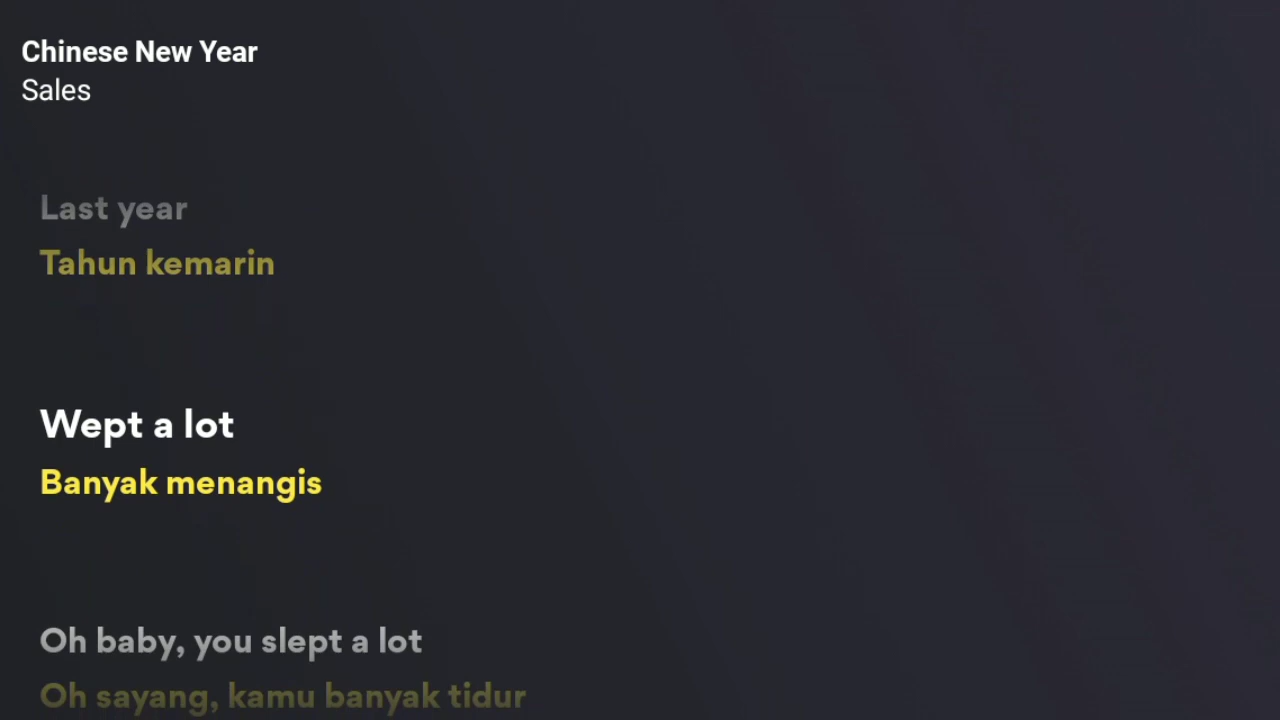 Chinese New Year
Sales
Last year
Tahun kemarin
Wept a lot
Banyak menangis
Oh baby, you slept a lot
Oh sayang, kamu banyak tidur